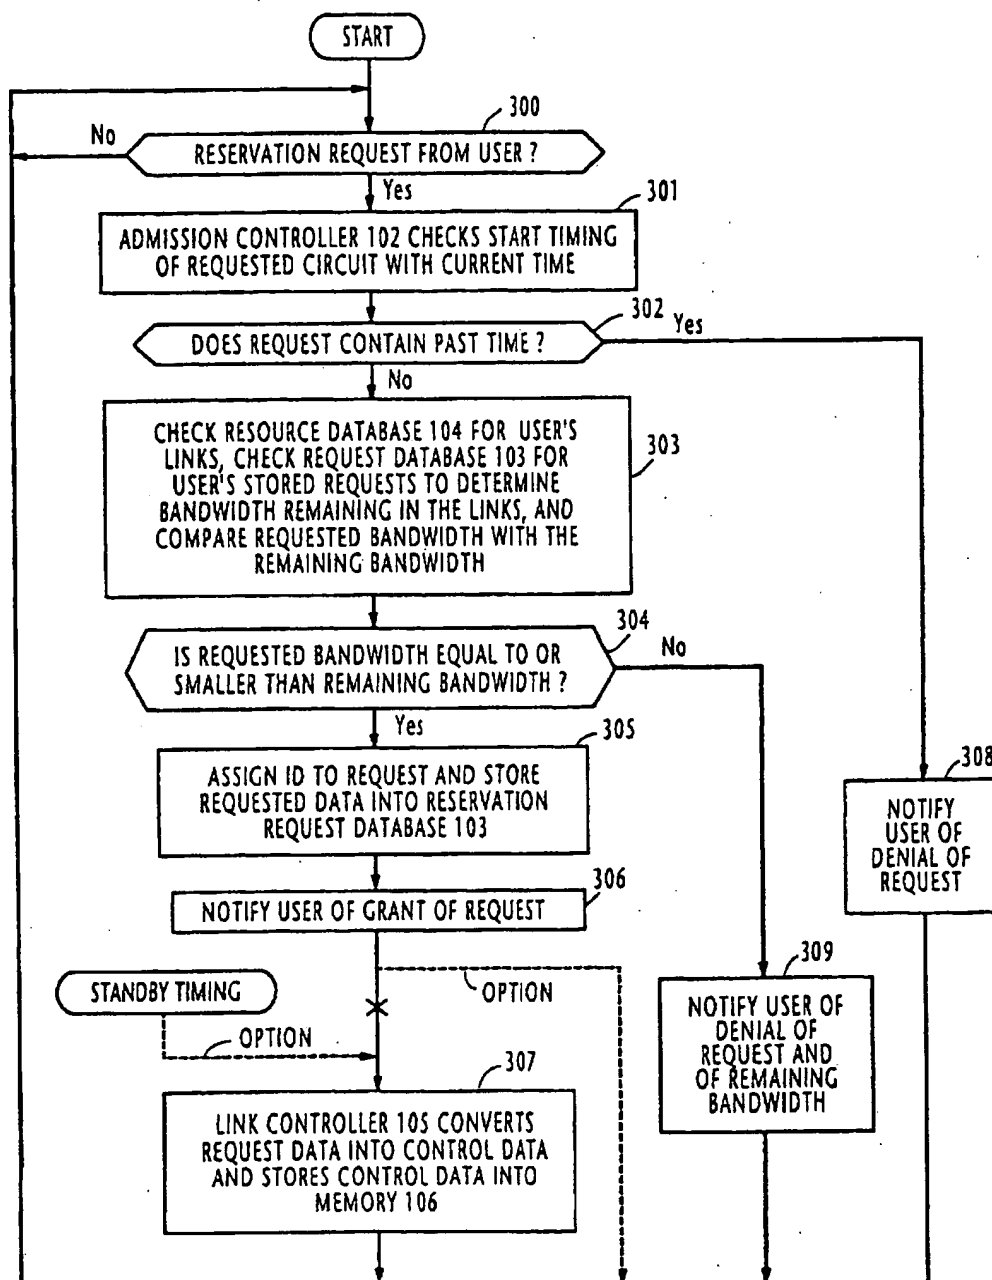 START
300
No
RESERVATION REQUEST FROM USER ?
Yes
301
ADMISSION CONTROLLER 102 CHECKS START TIMING
OF REQUESTED CIRCUIT WITH CURRENT TIME
302
Yes
DOES REQUEST CONTAIN PAST TIME ?
No
303
CHECK RESOURCE DATABASE 104 FOR USER'S
LINKS, CHECK REQUEST DATABASE 103 FOR
USER'S STORED REQUESTS TO DETERMINE
BANDWIDTH REMAINING IN THE LINKS, AND
COMPARE REQUESTED BANDWIDTH WITH THE
REMAINING BANDWIDTH
304
No
IS REQUESTED BANDWIDTH EQUAL TO OR
SMALLER THAN REMAINING BANDWIDTH ?
Yes
305
ASSIGN ID TO REQUEST AND STORE
REQUESTED DATA INTO RESERVATION
REQUEST DATABASE 103
308
NOTIFY
USER OF
DENIAL OF
REQUEST
306
NOTIFY USER OF GRANT OF REQUEST
309
NOTIFY USER OF
DENIAL OF
REQUEST AND
OF REMAINING
BANDWIDTH
STANDBY TIMING
OPTION
OPTION
307
LINK CONTROLLER 105 CONVERTS
REQUEST DATA INTO CONTROL DATA
AND STORES CONTROL DATA INTO
MEMORY 106